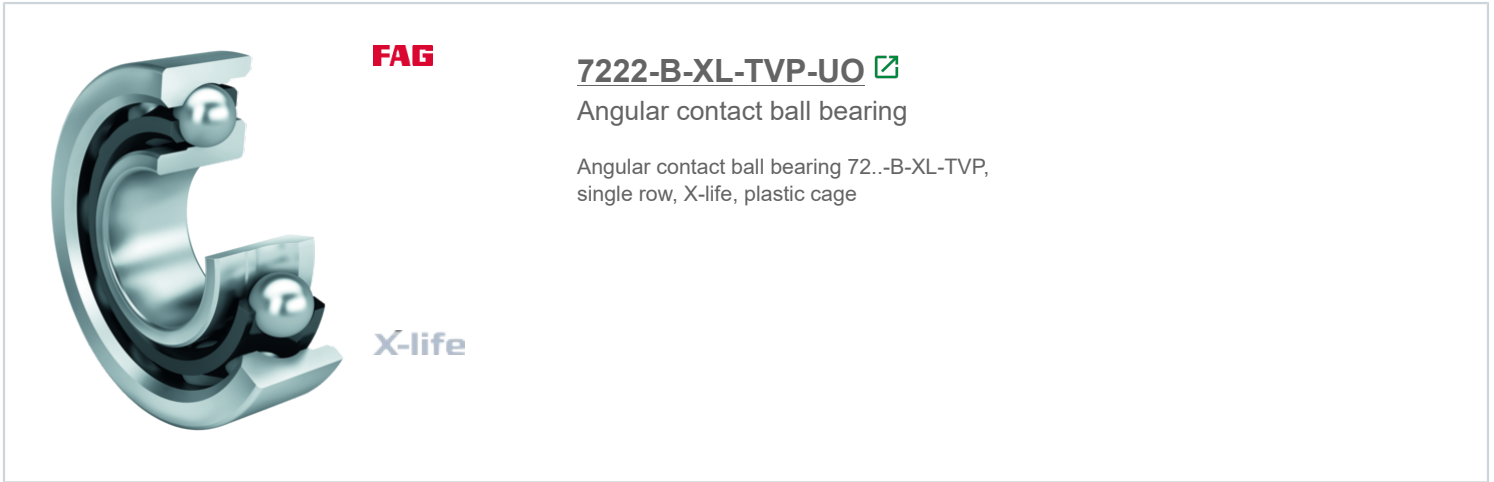 FAG
7222-B-XL-TVP-UO
Angular contact ball bearing
Angular contact ball bearing 72..-B-XL-TVP,
single row, X-life, plastic cage
X-life